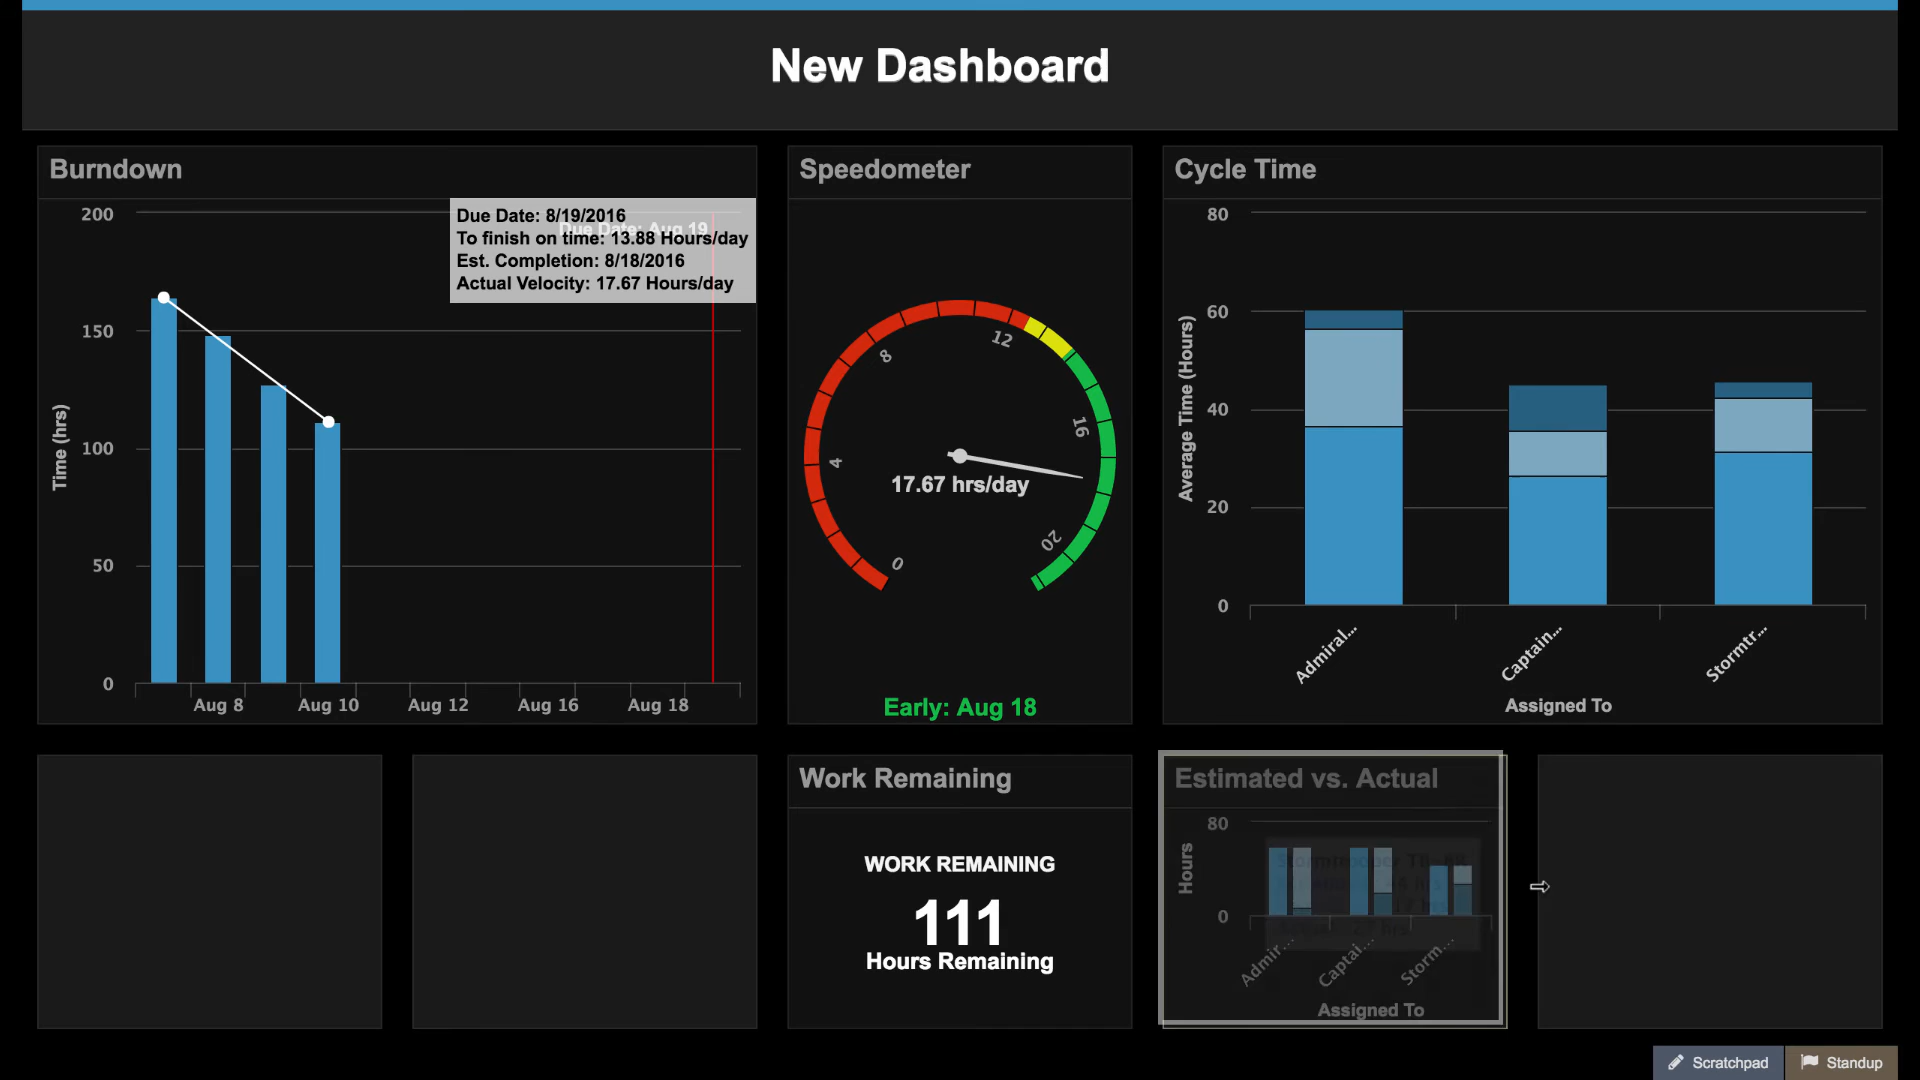 New Dashboard
Burndown
200
150
100
50
0
Time (hrs)
Due Date: Aug 19
Due Date: 8/19/2016
To finish on time: 13.88 Hours/day
Est. Completion: 8/18/2016
Actual Velocity: 17.67 Hours/day
Aug 8
Aug 10
Aug 12
Aug 16
Aug 18
Speedometer
0
4
8
12
16
20
17.67 hrs/day
Early: Aug 18
Cycle Time
80
60
40
20
0
Average Time (Hours)
Admiral...
Captain...
Stormtr...
Assigned To
Work Remaining
WORK REMAINING
111
Hours Remaining
Estimated vs. Actual
80
0
Hours
Admir...
Captai...
Storm...
Assigned To
Scratchpad
Standup